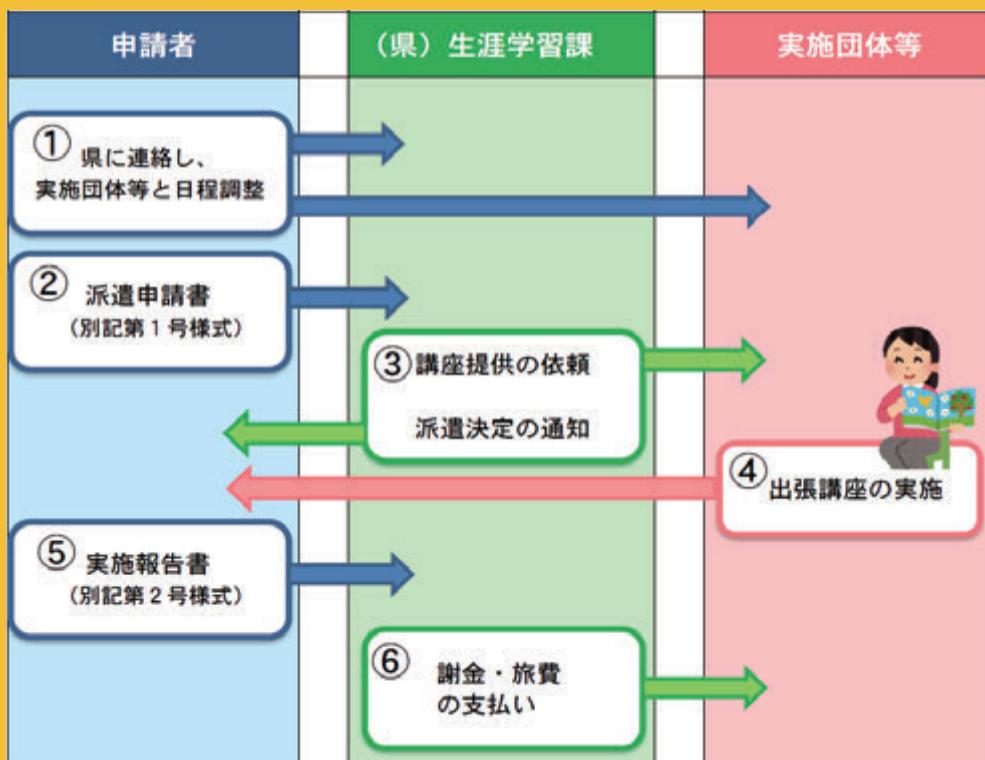 申請者
(県)生涯学習課
実施団体等
① 県に連絡し、
実施団体等と日程調整
② 派遣申請書
(別記第1号様式)
③ 講座提供の依頼
派遣決定の通知
④ 出張講座の実施
⑤ 実施報告書
(別記第2号様式)
⑥ 謝金・旅費
の支払い